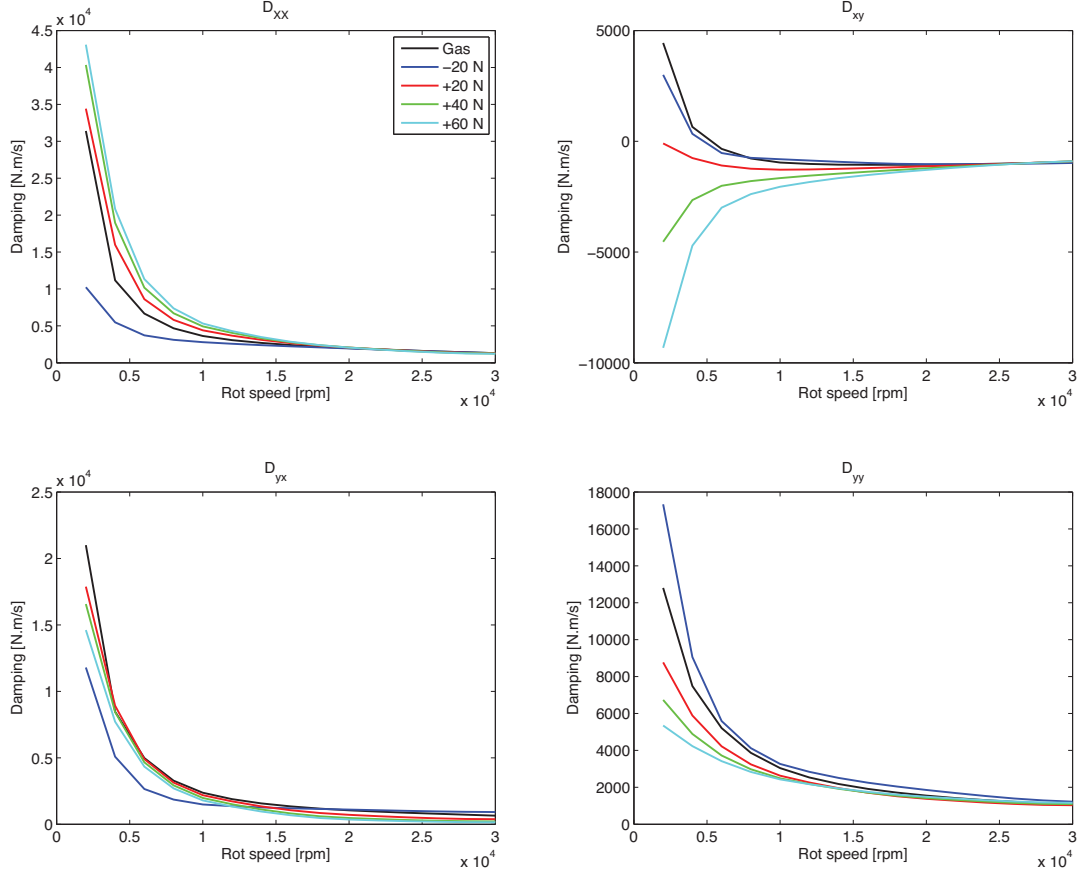 D_XX
x 10^4
4.5
4
3.5
3
2.5
2
1.5
1
0.5
0
Damping [N.m/s]
Gas
−20 N
+20 N
+40 N
+60 N
0 0.5 1 1.5 2 2.5 3
Rot speed [rpm]
x 10^4
D_xy
5000
0
−5000
−10000
Damping [N.m/s]
0 0.5 1 1.5 2 2.5 3
Rot speed [rpm]
x 10^4
D_yx
x 10^4
2.5
2
1.5
1
0.5
0
Damping [N.m/s]
0 0.5 1 1.5 2 2.5 3
Rot speed [rpm]
x 10^4
D_yy
18000
16000
14000
12000
10000
8000
6000
4000
2000
0
Damping [N.m/s]
0 0.5 1 1.5 2 2.5 3
Rot speed [rpm]
x 10^4